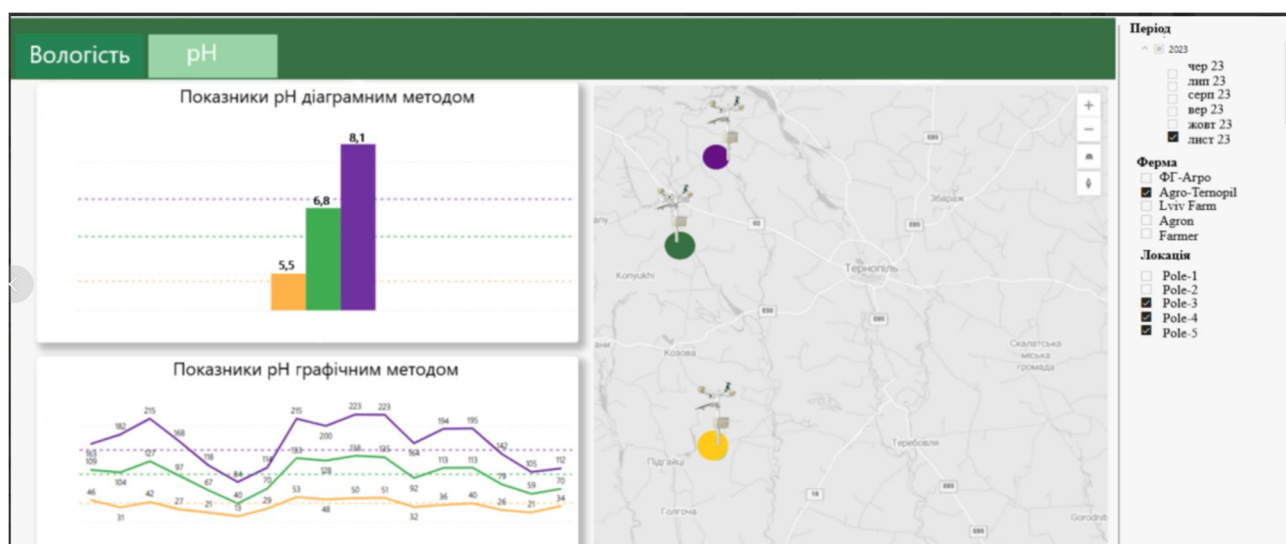 Вологість
pH
Показники pH діаграмним методом
8,1
6,8
5,5
Показники pH графічним методом
215
182
168
163
109
104
127
97
118
67
84
40
13
114
70
29
46
31
42
27
21
215
200
223
223
164
194
195
142
105
112
133
128
138
135
92
113
113
79
59
70
53
48
50
51
32
36
40
26
21
34
Збараж
Тернопіль
Konyukhi
Козова
Скалатська
міська
громада
Теребовля
Підгайці
Голгоча
Gorodnit
Період
2023
чер 23
лип 23
серп 23
вер 23
жовт 23
лист 23
Ферма
ФГ-Агро
Agro-Ternopil
Lviv Farm
Agron
Farmer
Локація
Pole-1
Pole-2
Pole-3
Pole-4
Pole-5